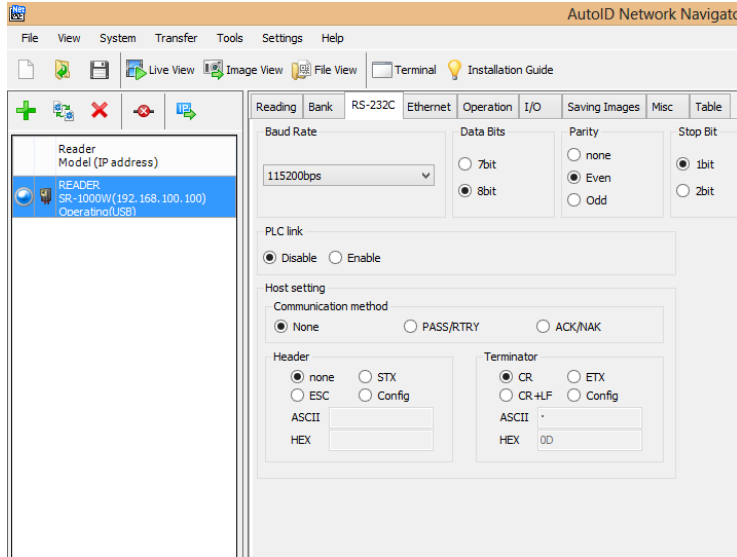 AutoID Network Navigato
File View System Transfer Tools Settings Help
Live View Image View File View Terminal Installation Guide
Reading Bank RS-232C Ethernet Operation I/O Saving Images Misc Table
Reader
Model (IP address)
READER
SR-1000W(192.168.100.100)
Operating(USB)
Baud Rate Data Bits Parity Stop Bit
115200bps
7bit
8bit
none
Even
Odd
1bit
2bit
PLC link
Disable Enable
Host setting
Communication method
None PASS/RTRY ACK/NAK
Header
none STX
ESC Config
ASCII
HEX
Terminator
CR ETX
CR+LF Config
ASCII ·
HEX 0D